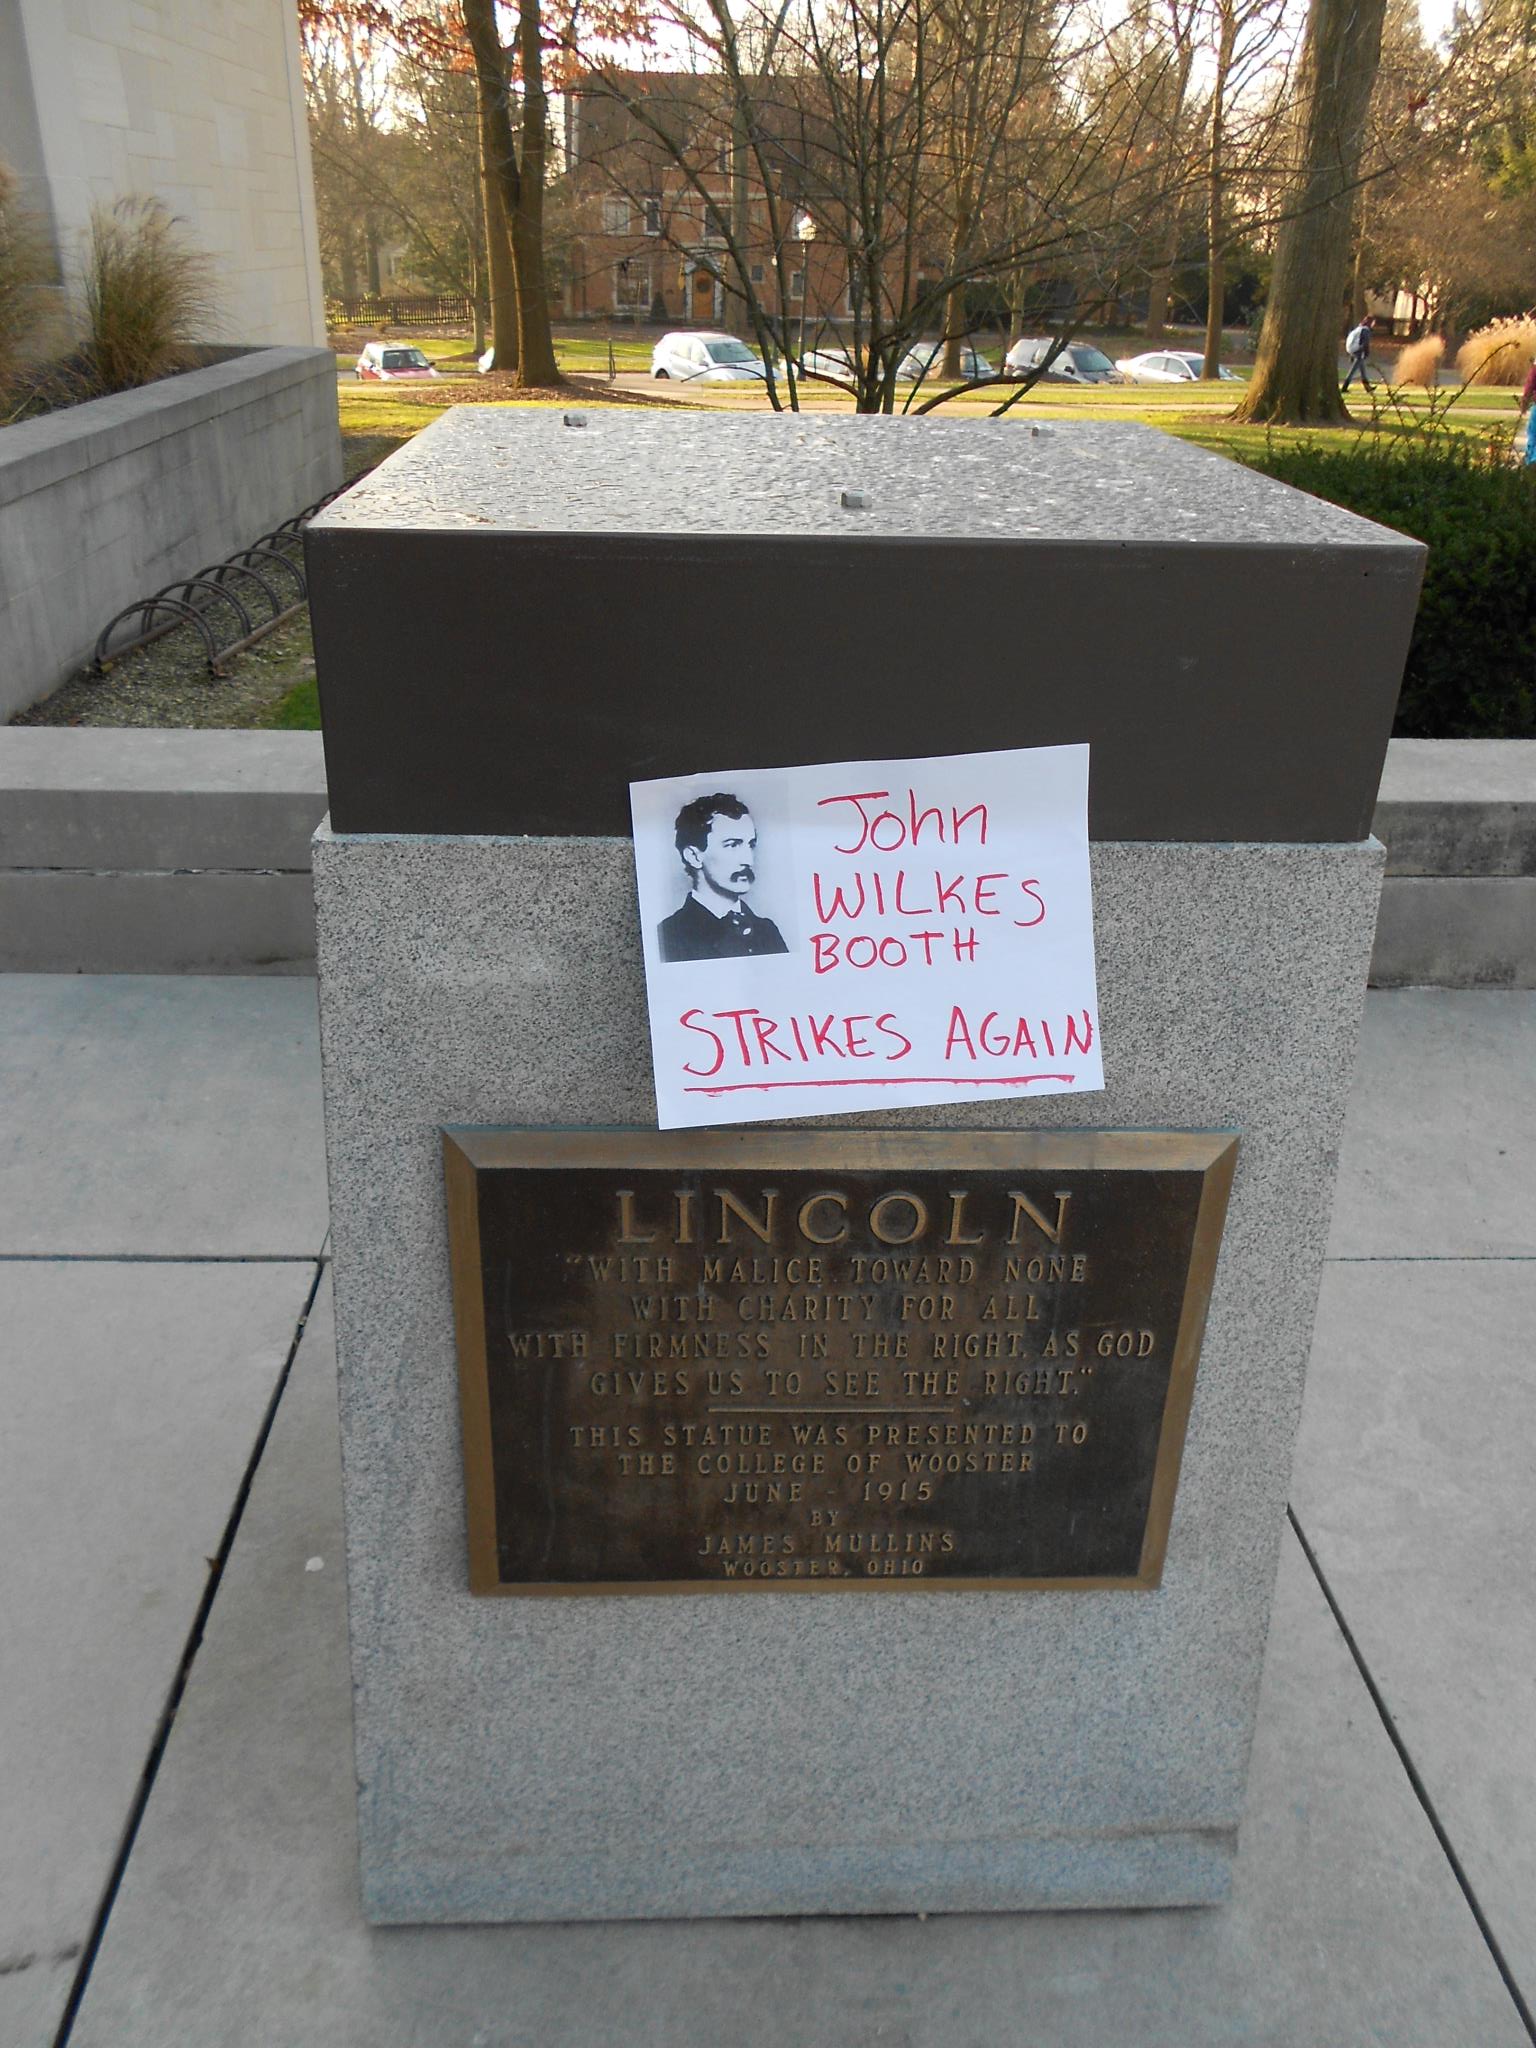 John
WILKES
BOOTH
STRIKES AGAIN
LINCOLN
"WITH MALICE TOWARD NONE
WITH CHARITY FOR ALL
WITH FIRMNESS IN THE RIGHT, AS GOD
GIVES US TO SEE THE RIGHT."
THIS STATUE WAS PRESENTED TO
THE COLLEGE OF WOOSTER
JUNE - 1915
BY
JAMES MULLINS
WOOSTER, OHIO